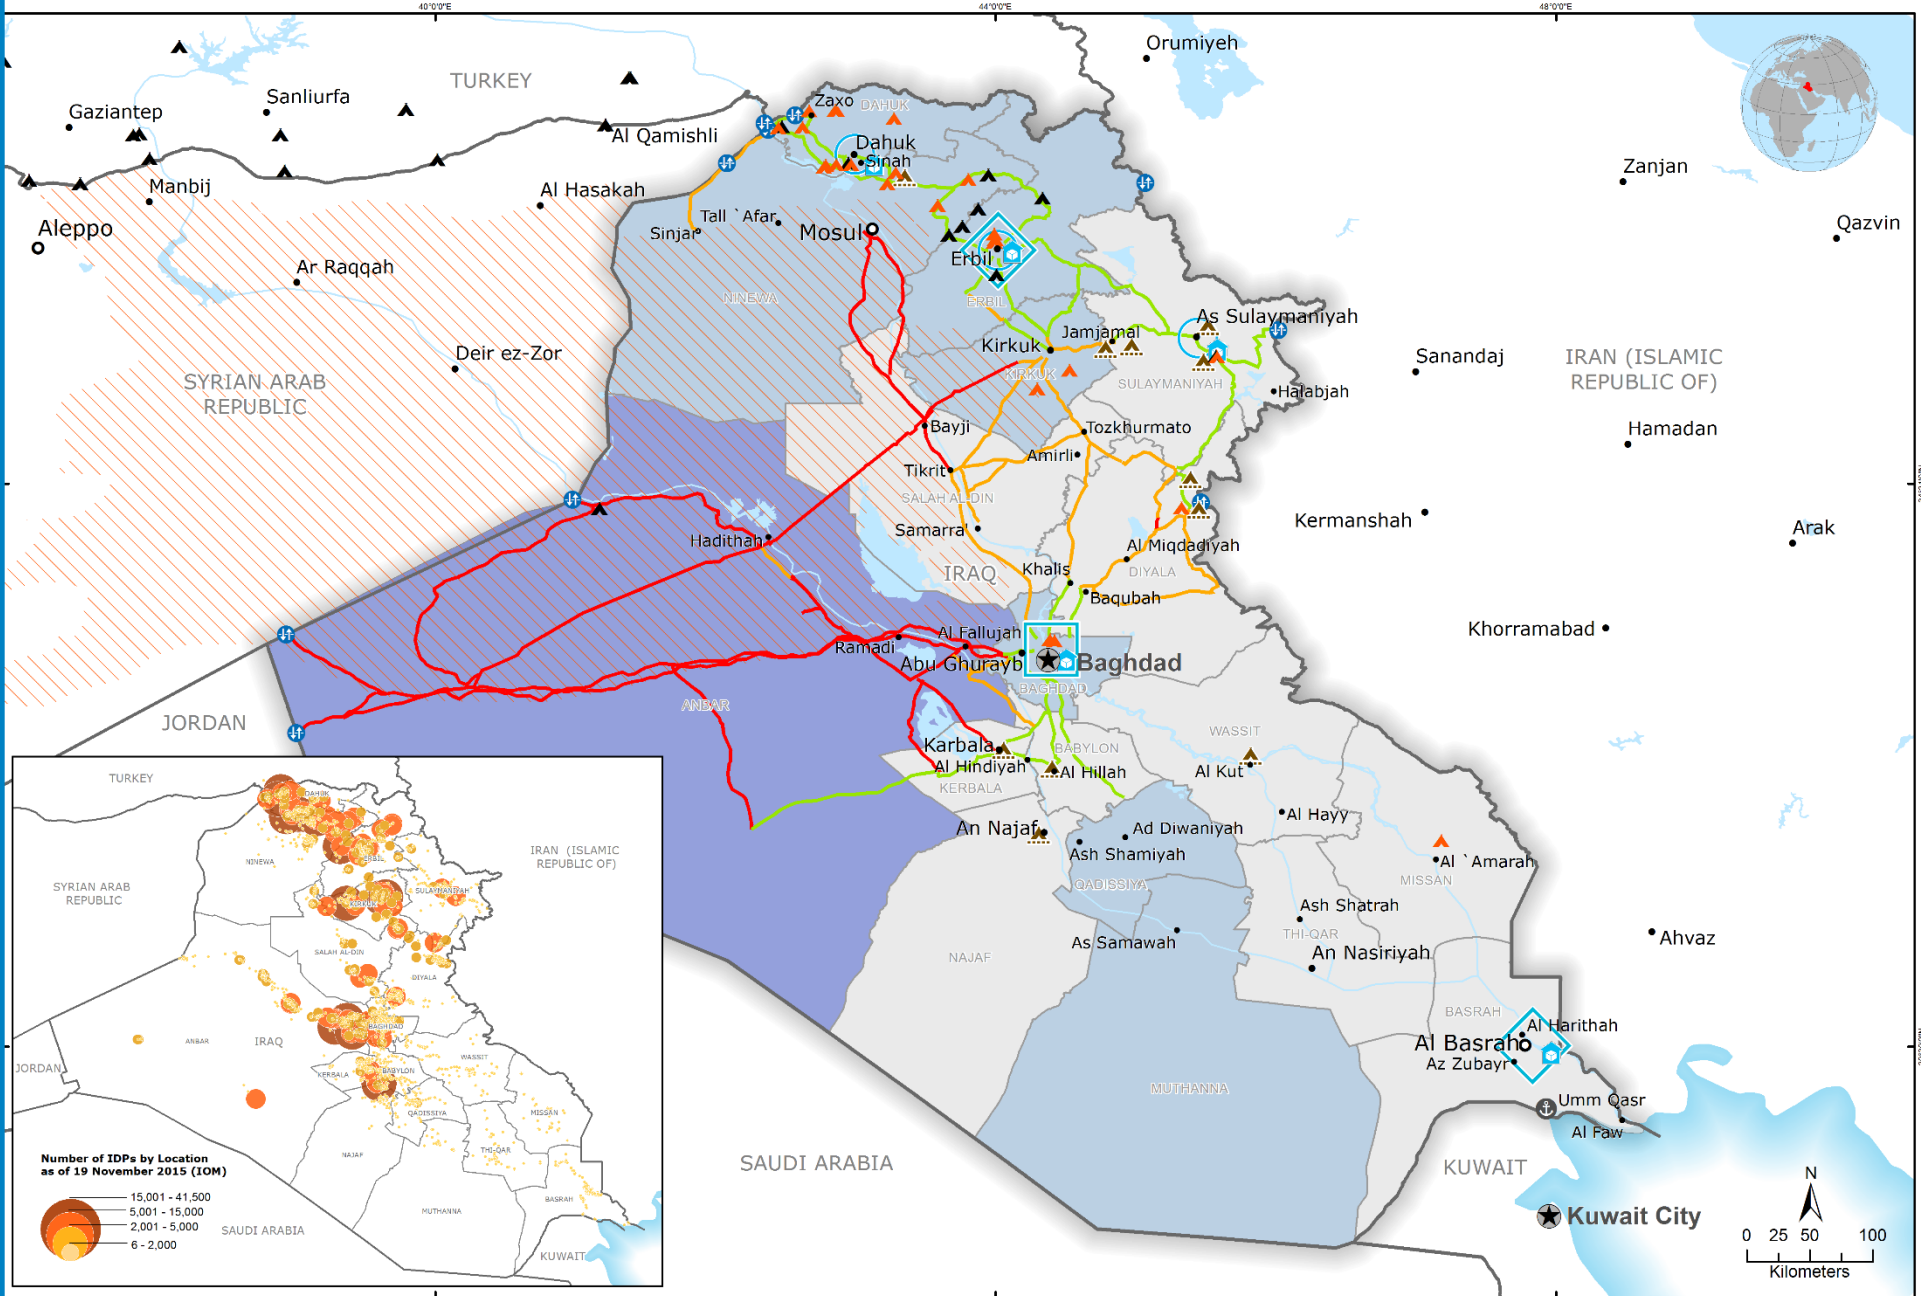 40°0'0"E
44°0'0"E
48°0'0"E
Orumiyeh
TURKEY
Gaziantep
Sanliurfa
Al Qamishli
Zaxo
DAHUK
Dahuk
Sinah
Zanjan
Manbij
Al Hasakah
Aleppo
Tall `Afar
Sinjar
Mosul
Qazvin
Ar Raqqah
Erbil
NINEWA
ERBIL
As Sulaymaniyah
Jamjamal
Kirkuk
Deir ez-Zor
Sanandaj
IRAN (ISLAMIC
REPUBLIC OF)
SYRIAN ARAB
REPUBLIC
KIRKUK
SULAYMANIYAH
Halabjah
Bayji
Tozkhurmato
Hamadan
Amirli
Tikrit
SALAH AL-DIN
Samarra'
Kermanshah
Arak
Hadithah
Al Miqdadiyah
IRAQ
Khalis
DIYALA
Baqubah
Khorramabad
Al Fallujah
Ramadi
Abu Ghurayb
Baghdad
BAGHDAD
ANBAR
JORDAN
WASSIT
Karbala
BABYLON
Al Hindiyah
Al Hillah
Al Kut
KERBALA
Al Hayy
An Najaf
Ad Diwaniyah
Ash Shamiyah
Al `Amarah
QADISSIYA
MISSAN
Ash Shatrah
THI-QAR
As Samawah
An Nasiriyah
NAJAF
Ahvaz
BASRAH
Al Harithah
Al Basrah
Az Zubayr
MUTHANNA
Umm Qasr
Al Faw
SAUDI ARABIA
KUWAIT
Kuwait City
N
0 25 50 100
Kilometers
TURKEY
DAHUK
IRAN (ISLAMIC
REPUBLIC OF)
NINEWA
ERBIL
SYRIAN ARAB
REPUBLIC
SULAYMANIYAH
KIRKUK
SALAH AL-DIN
DIYALA
BAGHDAD
ANBAR
IRAQ
WASSIT
JORDAN
KERBALA
BABYLON
QADISSIYA
MISSAN
NAJAF
THI-QAR
Number of IDPs by Location
as of 19 November 2015 (IOM)
15,001 - 41,500
5,001 - 15,000
2,001 - 5,000
6 - 2,000
BASRAH
MUTHANNA
SAUDI ARABIA
KUWAIT